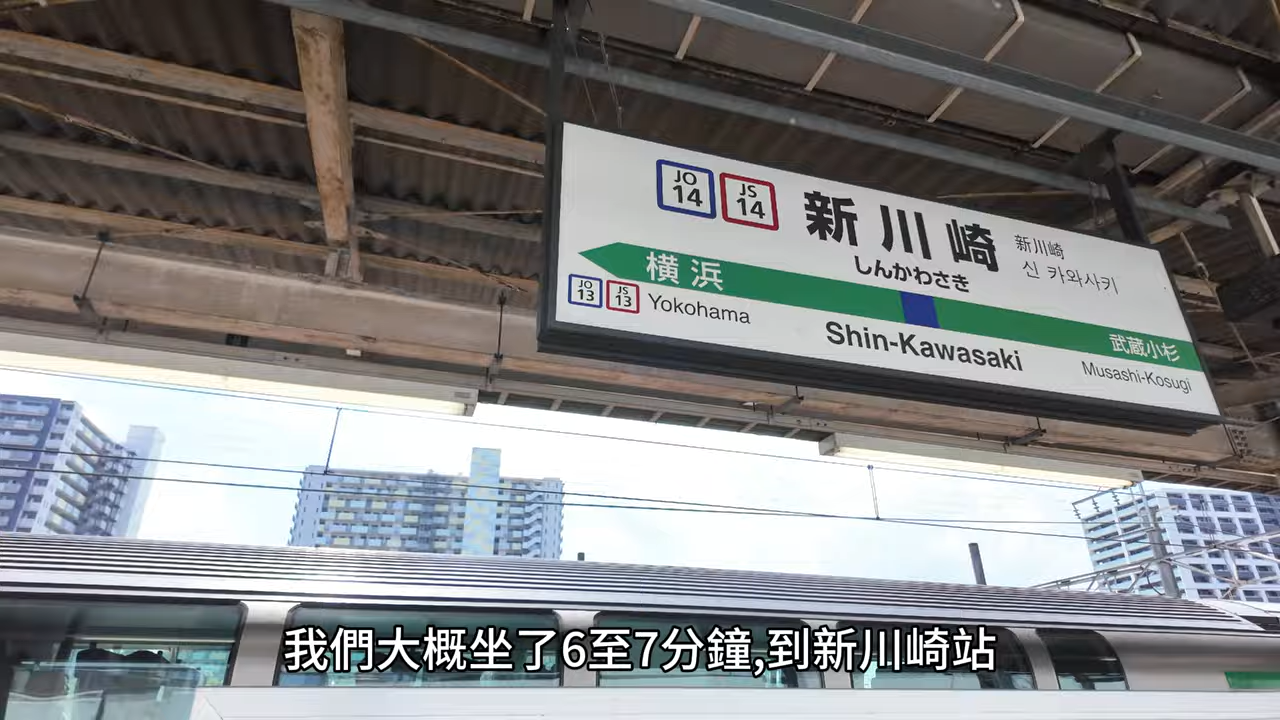 JO 14
JS 14
新川崎
しんかわさき
新川崎
신 카와사키
横浜
JO 13
JS 13
Yokohama
Shin-Kawasaki
武蔵小杉
Musashi-Kosugi
我們大概坐了6至7分鐘,到新川崎站